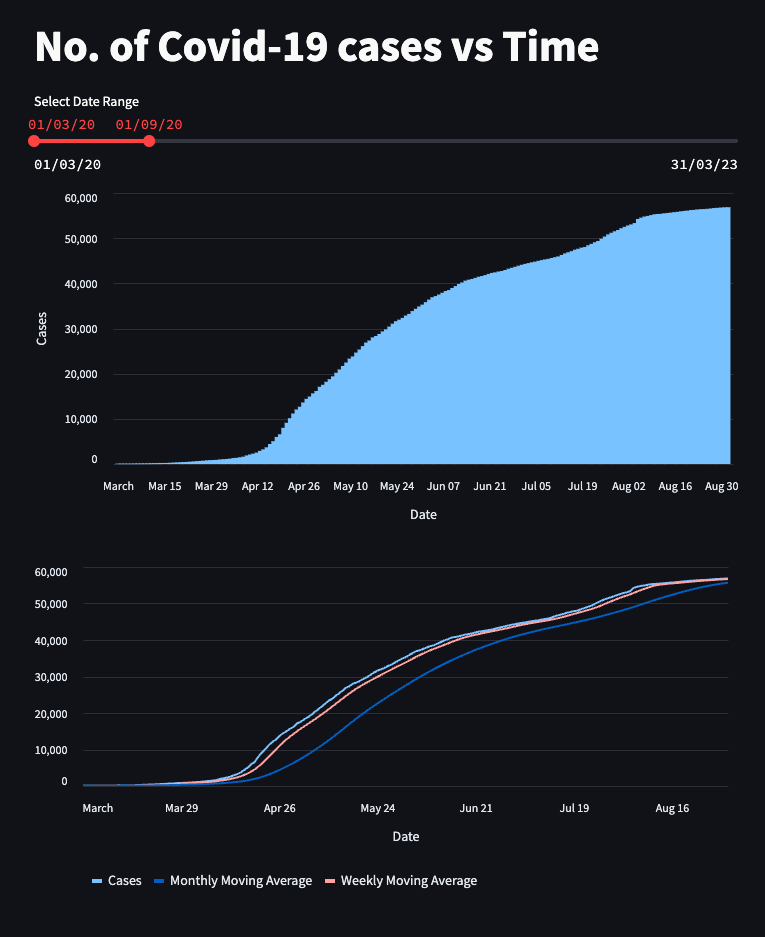 No. of Covid-19 cases vs Time
Select Date Range
01/03/20 01/09/20
01/03/20 31/03/23
60,000
50,000
40,000
30,000
20,000
10,000
0
Cases
March Mar 15 Mar 29 Apr 12 Apr 26 May 10 May 24 Jun 07 Jun 21 Jul 05 Jul 19 Aug 02 Aug 16 Aug 30
Date
60,000
50,000
40,000
30,000
20,000
10,000
0
March Mar 29 Apr 26 May 24 Jun 21 Jul 19 Aug 16
Date
Cases Monthly Moving Average Weekly Moving Average